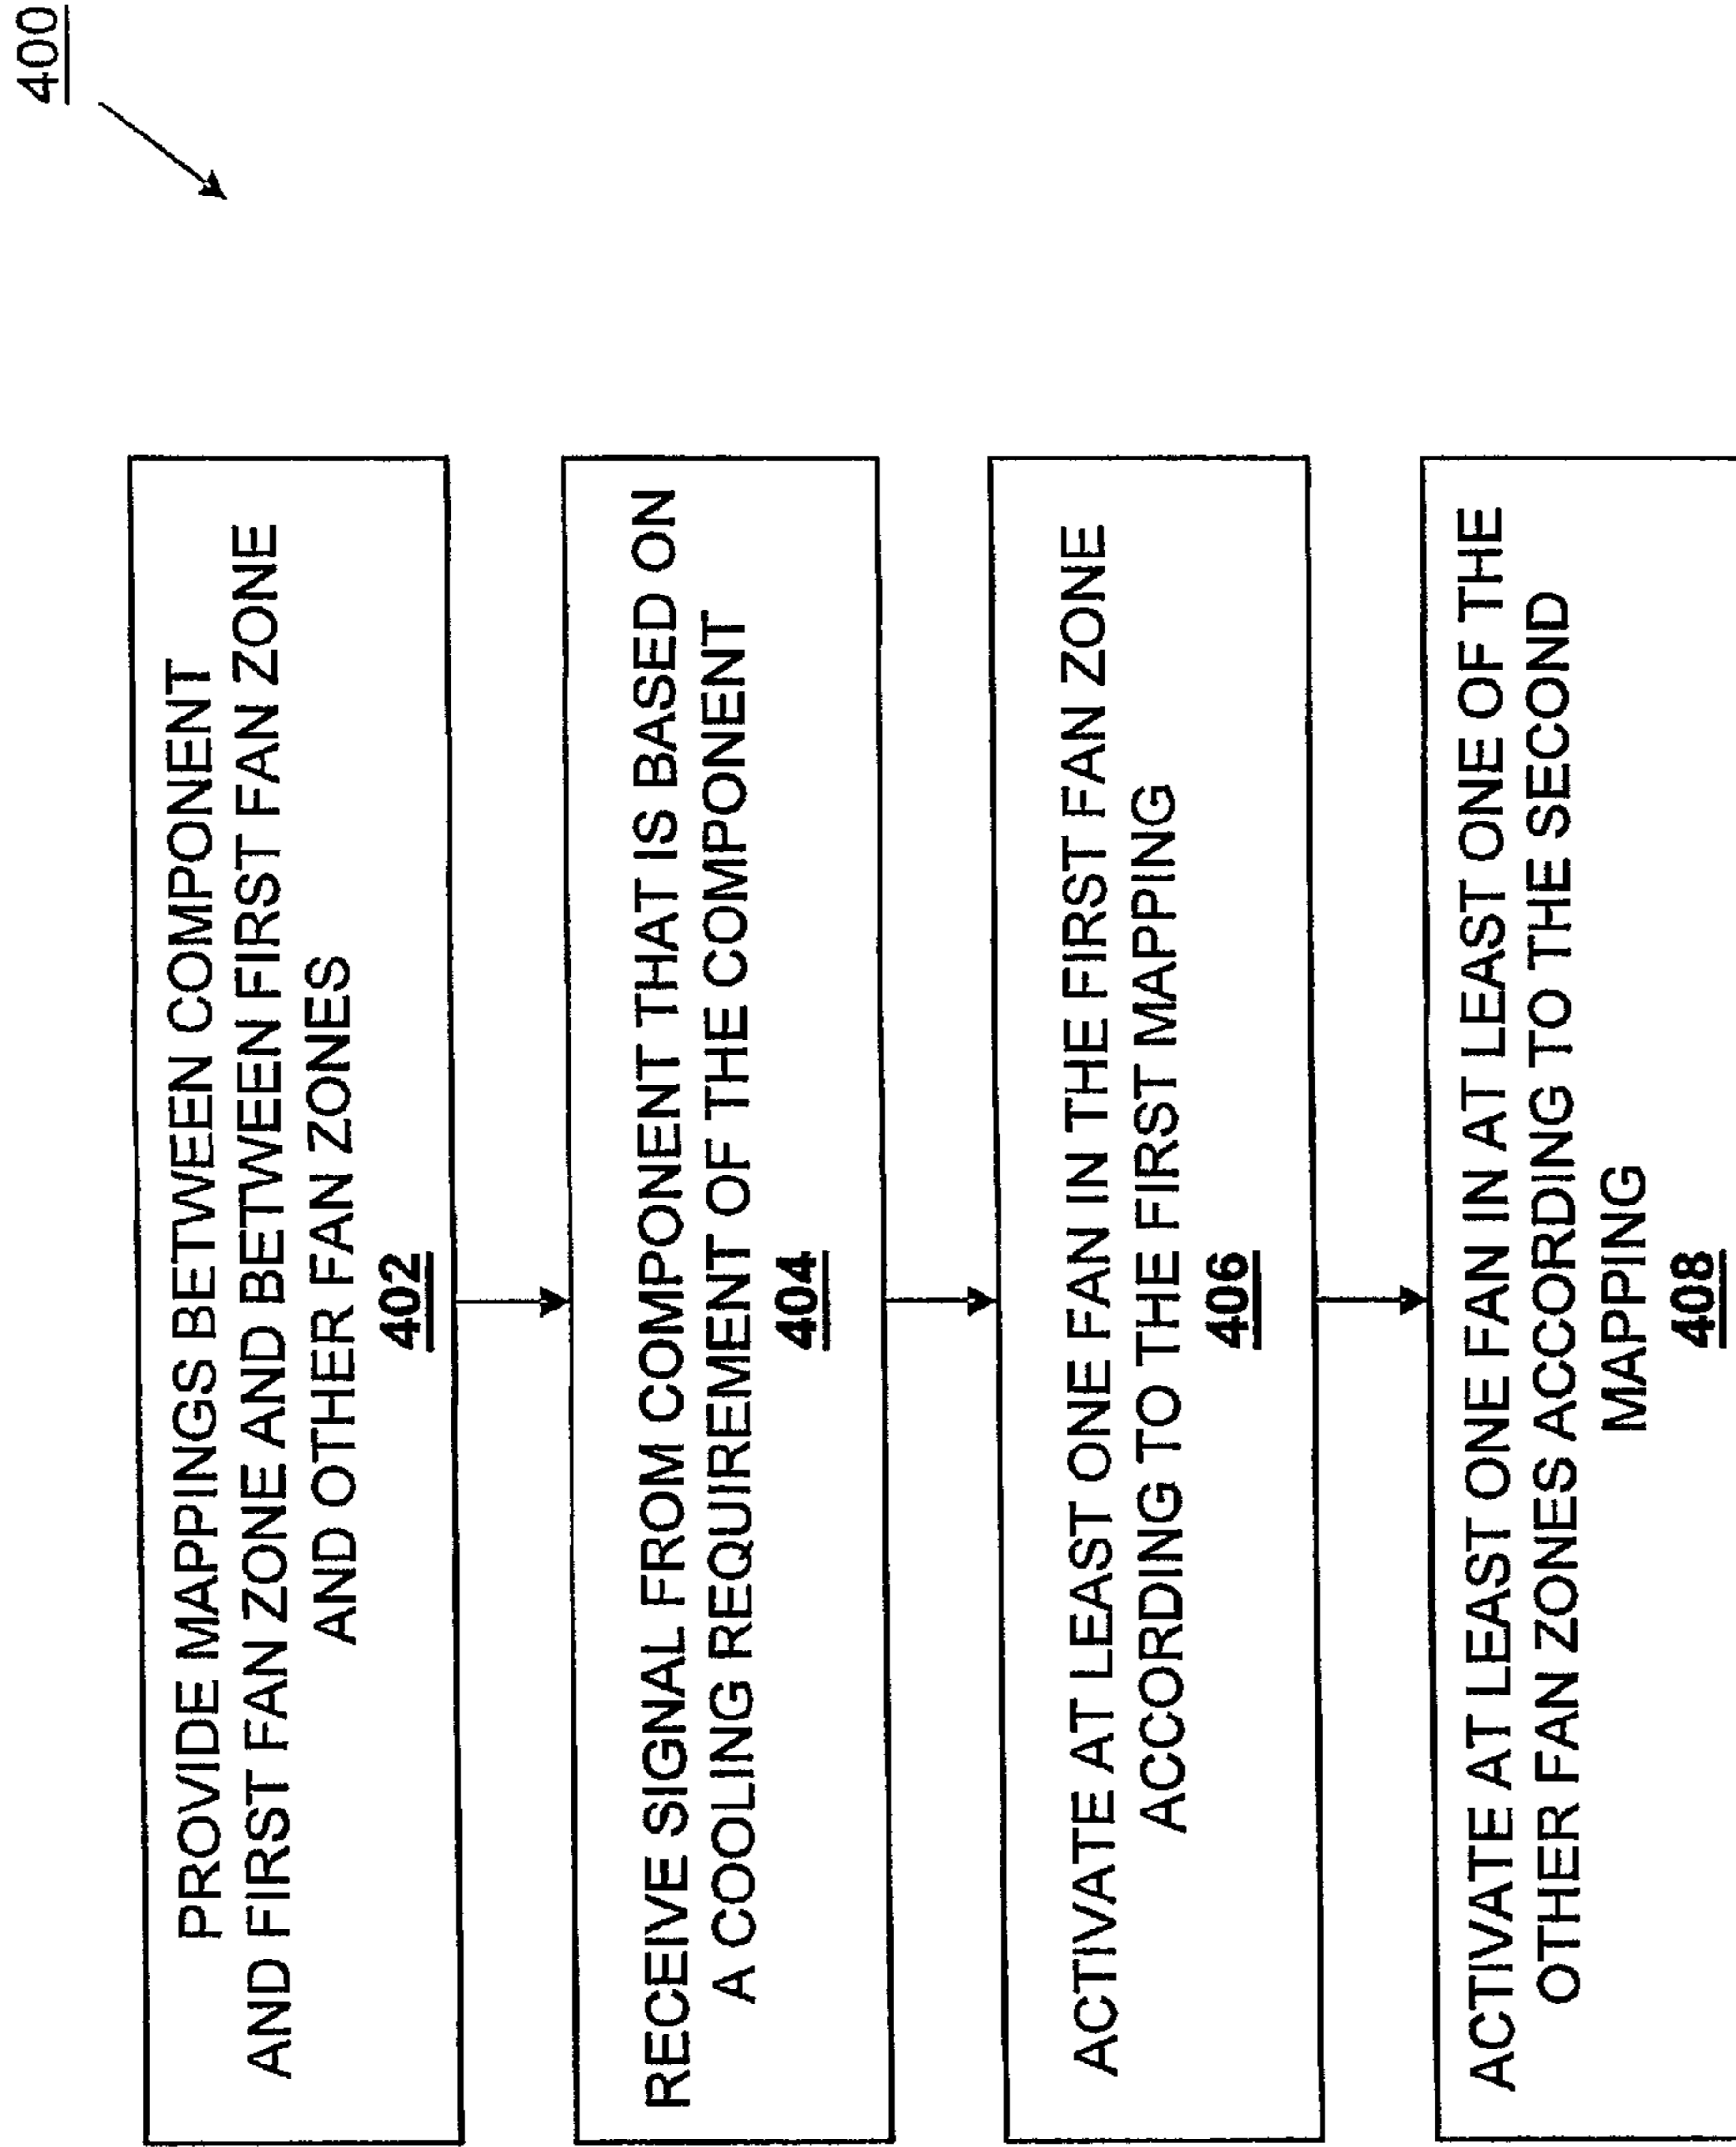 400
PROVIDE MAPPINGS BETWEEN COMPONENT
AND FIRST FAN ZONE AND BETWEEN FIRST FAN ZONE
AND OTHER FAN ZONES
402
RECEIVE SIGNAL FROM COMPONENT THAT IS BASED ON
A COOLING REQUIREMENT OF THE COMPONENT
404
ACTIVATE AT LEAST ONE FAN IN THE FIRST FAN ZONE
ACCORDING TO THE FIRST MAPPING
406
ACTIVATE AT LEAST ONE FAN IN AT LEAST ONE OF THE
OTHER FAN ZONES ACCORDING TO THE SECOND
MAPPING
408